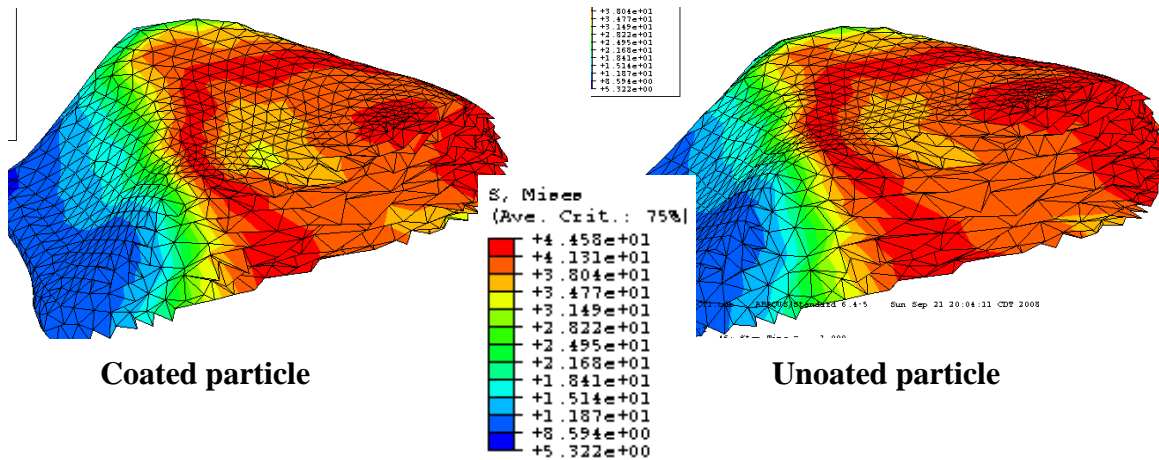 +3.804e+01
+3.477e+01
+3.149e+01
+2.822e+01
+2.495e+01
+2.168e+01
+1.841e+01
+1.514e+01
+1.187e+01
+8.594e+00
+5.322e+00
S, Mises
(Ave. Crit.: 75%)
+4.458e+01
+4.131e+01
+3.804e+01
+3.477e+01
+3.149e+01
+2.822e+01
+2.495e+01
+2.168e+01
+1.841e+01
+1.514e+01
+1.187e+01
+8.594e+00
+5.322e+00
ABAQUS/Standard 6.4-5 Sun Sep 21 20:04:11 CDT 2008
Step Time = 1.000
Coated particle
Unoated particle